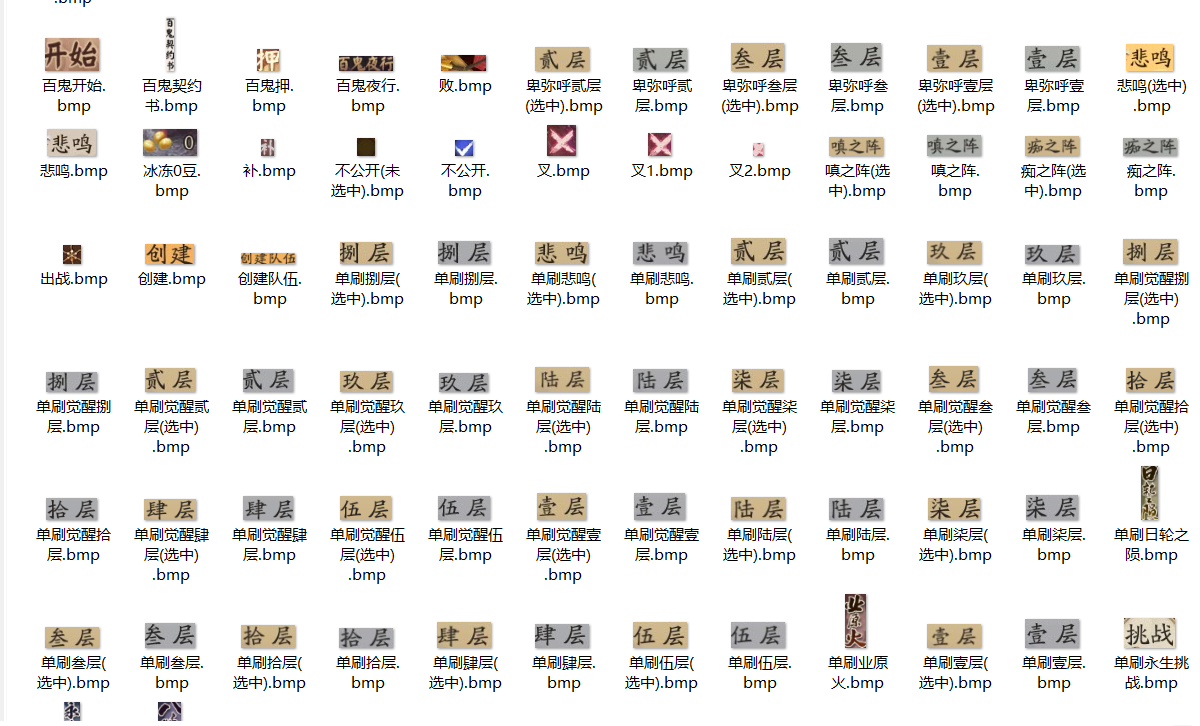 .bmp
开始
百鬼开始.
bmp
百鬼契约书
百鬼契约
书.bmp
押
百鬼押.
bmp
百鬼夜行
百鬼夜行.
bmp
败.bmp
贰层
卑弥呼贰层
(选中).bmp
贰层
卑弥呼贰
层.bmp
叁层
卑弥呼叁层
(选中).bmp
叁层
卑弥呼叁
层.bmp
壹层
卑弥呼壹层
(选中).bmp
壹层
卑弥呼壹
层.bmp
悲鸣
悲鸣(选中)
.bmp
悲鸣
悲鸣.bmp
0
冰冻0豆.
bmp
补
补.bmp
不公开(未
选中).bmp
不公开.
bmp
叉.bmp
叉1.bmp
叉2.bmp
嗔之阵
嗔之阵(选
中).bmp
嗔之阵
嗔之阵.
bmp
痴之阵
痴之阵(选
中).bmp
痴之阵
痴之阵.
bmp
出战.bmp
创建
创建.bmp
创建队伍
创建队伍.
bmp
捌层
单刷捌层(
选中).bmp
捌层
单刷捌层.
bmp
悲鸣
单刷悲鸣(
选中).bmp
悲鸣
单刷悲鸣.
bmp
贰层
单刷贰层(
选中).bmp
贰层
单刷贰层.
bmp
玖层
单刷玖层(
选中).bmp
玖层
单刷玖层.
bmp
捌层
单刷觉醒捌
层(选中)
.bmp
捌层
单刷觉醒捌
层.bmp
贰层
单刷觉醒贰
层(选中)
.bmp
贰层
单刷觉醒贰
层.bmp
玖层
单刷觉醒玖
层(选中)
.bmp
玖层
单刷觉醒玖
层.bmp
陆层
单刷觉醒陆
层(选中)
.bmp
陆层
单刷觉醒陆
层.bmp
柒层
单刷觉醒柒
层(选中)
.bmp
柒层
单刷觉醒柒
层.bmp
叁层
单刷觉醒叁
层(选中)
.bmp
叁层
单刷觉醒叁
层.bmp
拾层
单刷觉醒拾
层(选中)
.bmp
拾层
单刷觉醒拾
层.bmp
肆层
单刷觉醒肆
层(选中)
.bmp
肆层
单刷觉醒肆
层.bmp
伍层
单刷觉醒伍
层(选中)
.bmp
伍层
单刷觉醒伍
层.bmp
壹层
单刷觉醒壹
层(选中)
.bmp
壹层
单刷觉醒壹
层.bmp
陆层
单刷陆层(
选中).bmp
陆层
单刷陆层.
bmp
柒层
单刷柒层(
选中).bmp
柒层
单刷柒层.
bmp
日轮之陨
单刷日轮之
陨.bmp
叁层
单刷叁层(
选中).bmp
叁层
单刷叁层.
bmp
拾层
单刷拾层(
选中).bmp
拾层
单刷拾层.
bmp
肆层
单刷肆层(
选中).bmp
肆层
单刷肆层.
bmp
伍层
单刷伍层(
选中).bmp
伍层
单刷伍层.
bmp
业原火
单刷业原
火.bmp
壹层
单刷壹层(
选中).bmp
壹层
单刷壹层.
bmp
挑战
单刷永生挑
战.bmp